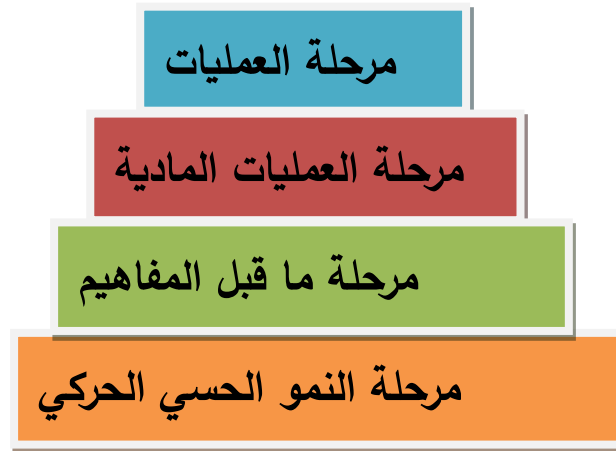 مرحلة العمليات
مرحلة العمليات المادية
مرحلة ما قبل المفاهيم
مرحلة النمو الحسي الحركي